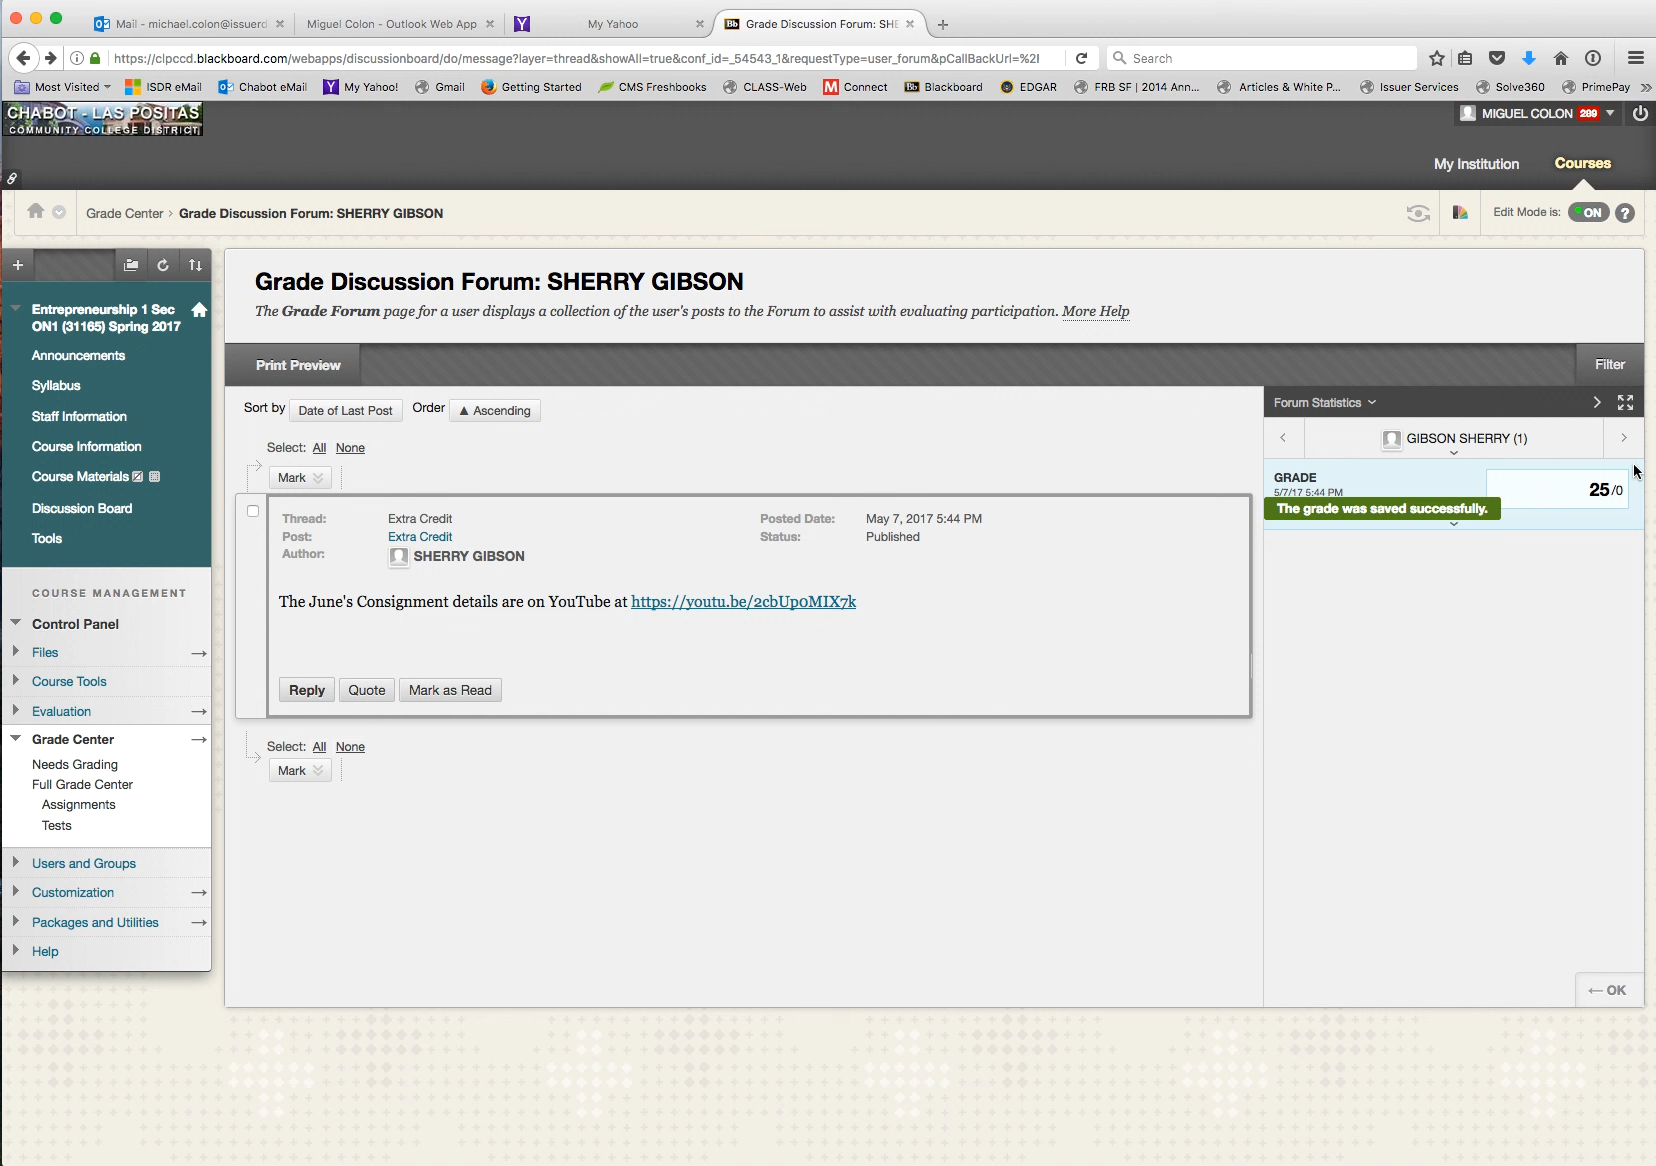 Mail - michael.colon@issuerd
Miguel Colon - Outlook Web App
My Yahoo
Bb Grade Discussion Forum: SHE
https://clpccd.blackboard.com/webapps/discussionboard/do/message?layer=thread&showAll=true&conf_id=_54543_1&requestType=user_forum&pCallBackUrl=%2
Search
Most Visited
ISDR eMail
Chabot eMail
My Yahoo!
Gmail
Getting Started
CMS Freshbooks
CLASS-Web
M Connect
Bb Blackboard
EDGAR
FRB SF | 2014 Ann...
Articles & White P...
Issuer Services
Solve360
PrimePay
CHABOT - LAS POSITAS
COMMUNITY COLLEGE DISTRICT
MIGUEL COLON 289
My Institution
Courses
Grade Center > Grade Discussion Forum: SHERRY GIBSON
Edit Mode is: ON ?
Entrepreneurship 1 Sec
ON1 (31165) Spring 2017
Announcements
Syllabus
Staff Information
Course Information
Course Materials
Discussion Board
Tools
COURSE MANAGEMENT
Control Panel
Files
Course Tools
Evaluation
Grade Center
Needs Grading
Full Grade Center
Assignments
Tests
Users and Groups
Customization
Packages and Utilities
Help
Grade Discussion Forum: SHERRY GIBSON
The Grade Forum page for a user displays a collection of the user's posts to the Forum to assist with evaluating participation. More Help
Print Preview
Filter
Sort by Date of Last Post Order ▲ Ascending
Select: All None
Mark
Thread: Extra Credit
Post: Extra Credit
Author: SHERRY GIBSON
Posted Date: May 7, 2017 5:44 PM
Status: Published
The June's Consignment details are on YouTube at https://youtu.be/2cbUp0MIX7k
Reply Quote Mark as Read
Select: All None
Mark
Forum Statistics
GIBSON SHERRY (1)
GRADE
5/7/17 5:44 PM
25/0
The grade was saved successfully.
← OK